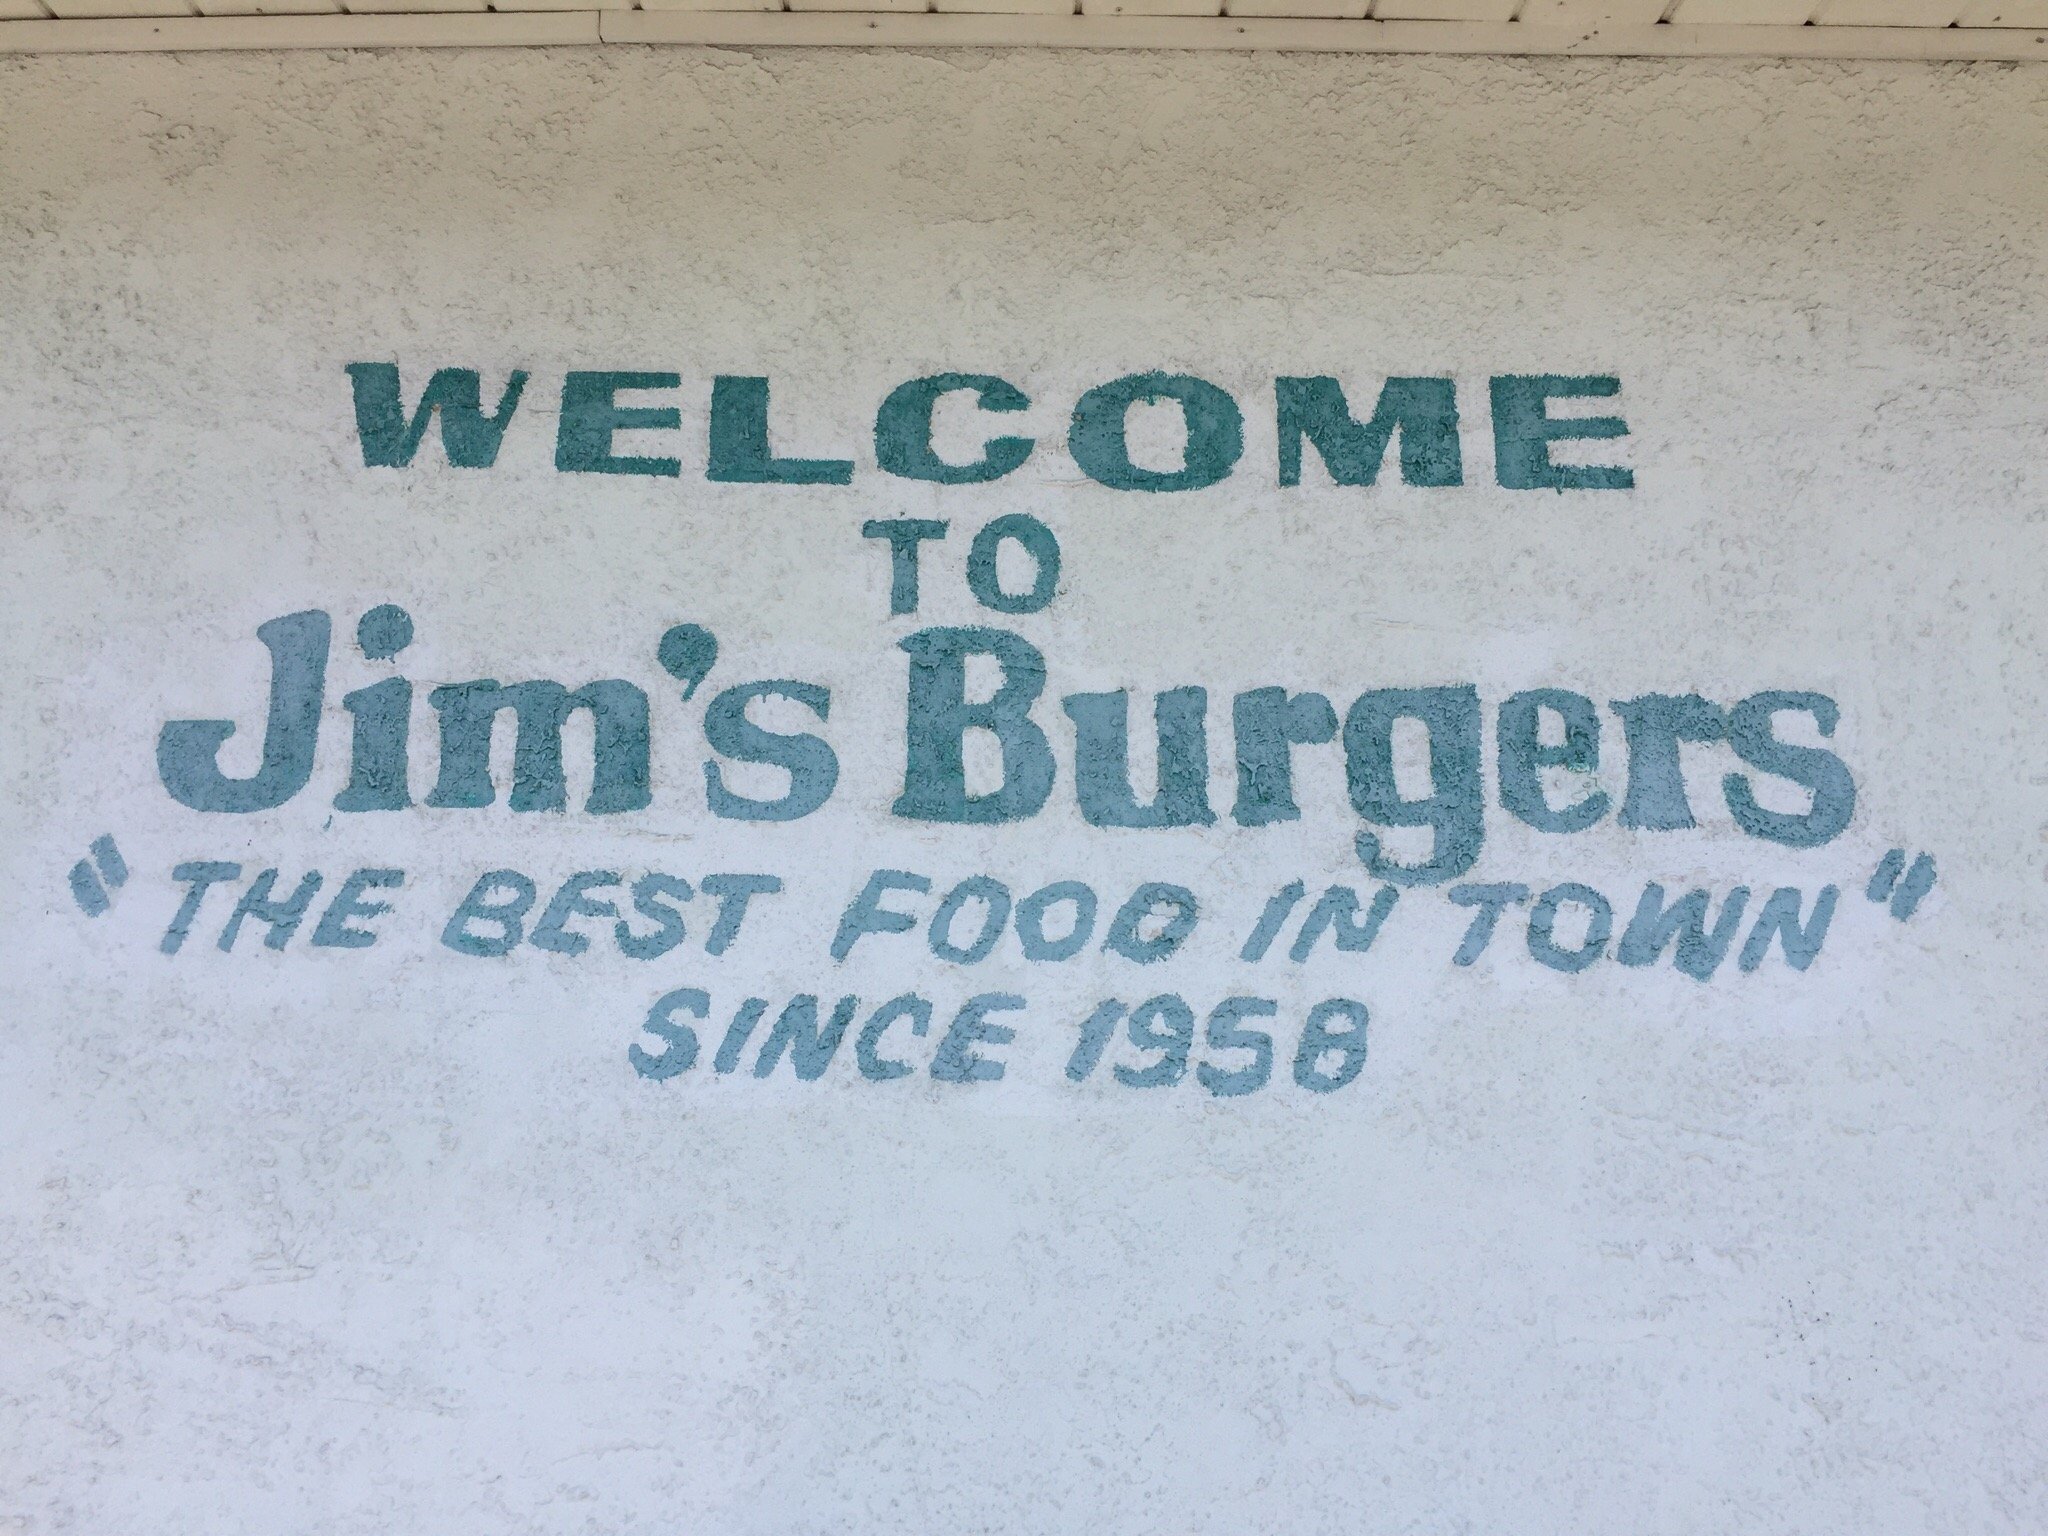 WELCOME
TO
Jim's Burgers
"THE BEST FOOD IN TOWN"
SINCE 1958